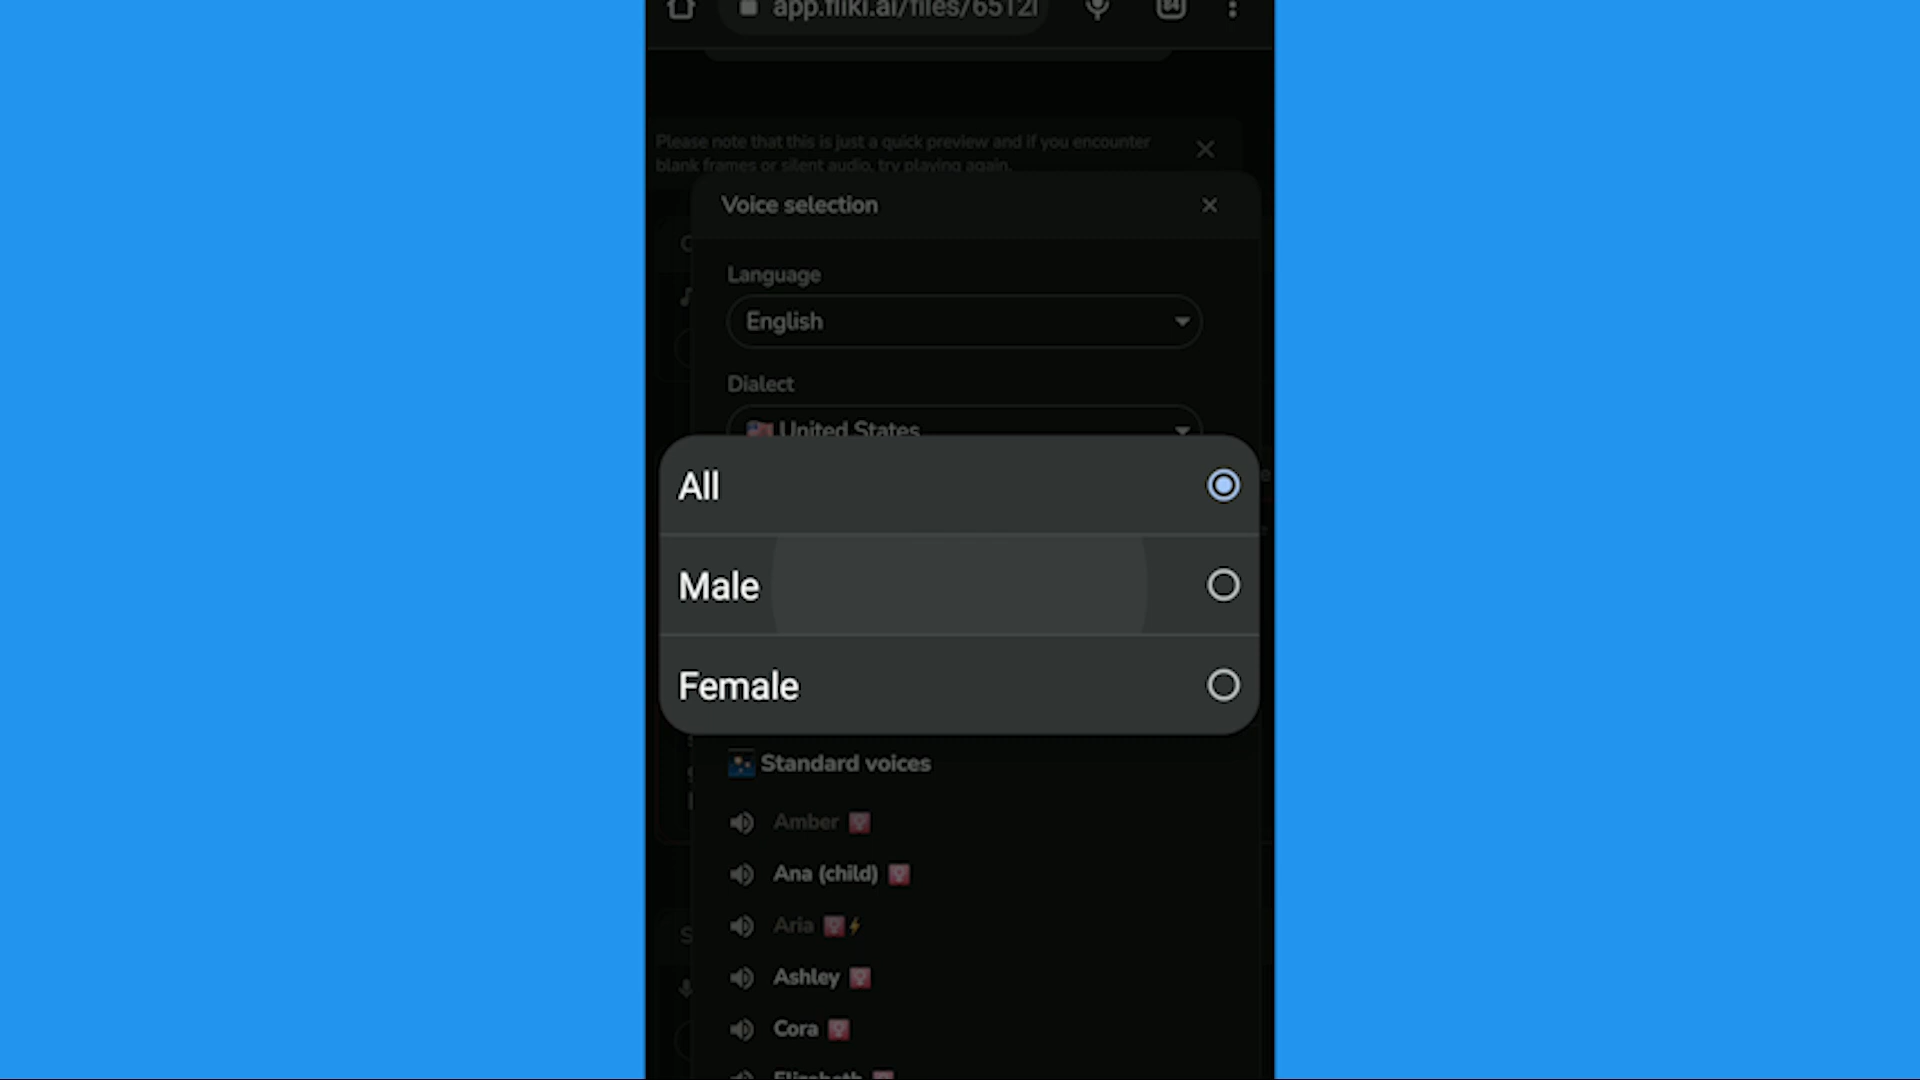 app.fliki.ai/files/6512
84
Please note that this is just a quick preview and if you encounter
blank frames or silent audio, try playing again.
Voice selection
Language
English
Dialect
United States
All
Male
Female
Standard voices
Amber
Ana (child)
Aria
Ashley
Cora
Elizabeth